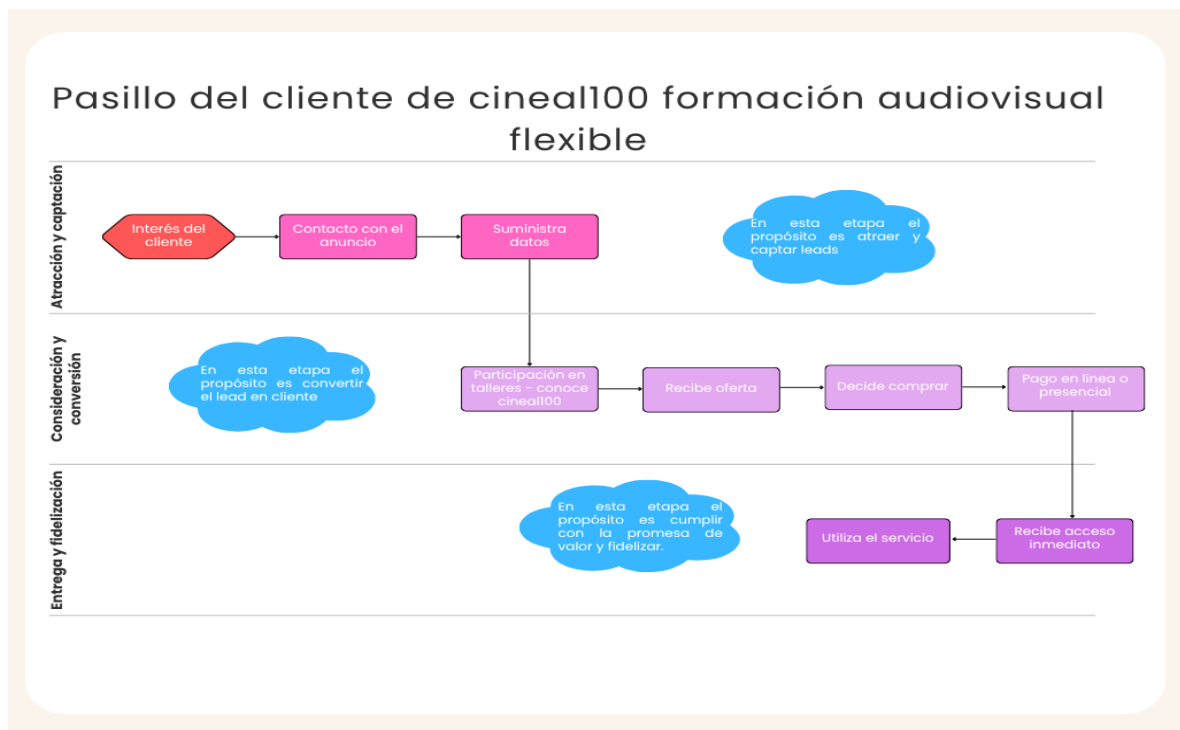 Pasillo del cliente de cineal100 formación audiovisual
flexible
Atracción y captación
Interés del
cliente
Contacto con el
anuncio
Suministra
datos
En esta etapa el
propósito es atraer y
captar leads
Consideración y
conversión
En esta etapa el
propósito es convertir
el lead en cliente
Participación en
talleres - conoce
cineal100
Recibe oferta
Decide comprar
Pago en linea o
presencial
Entrega y fidelización
En esta etapa el
propósito es cumplir
con la promesa de
valor y fidelizar.
Utiliza el servicio
Recibe acceso
inmediato